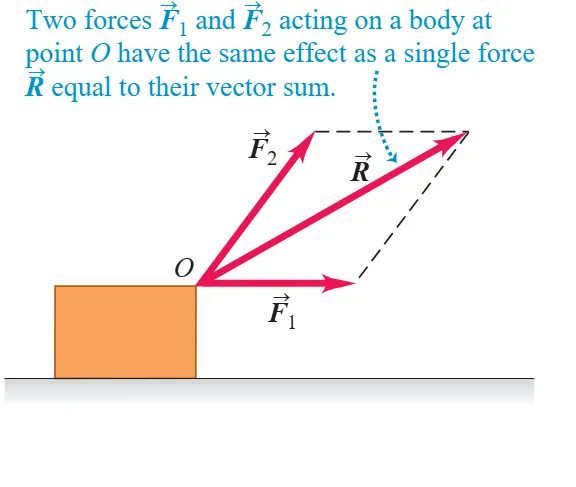 Two forces F⃗₁ and F⃗₂ acting on a body at
point O have the same effect as a single force
R⃗ equal to their vector sum.
F⃗₂
R⃗
O
F⃗₁